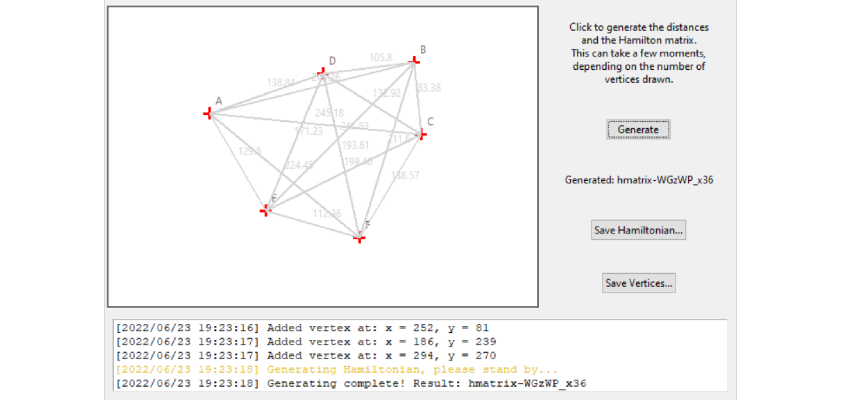 B
D
105.8
138.84
83.38
132.92
A
C
245.18
171.23
193.61
129.6
199.46
224.45
138.57
E
112.36
F
Click to generate the distances
and the Hamilton matrix.
This can take a few moments,
depending on the number of
vertices drawn.
Generate
Generated: hmatrix-WGzWP_x36
Save Hamiltonian...
Save Vertices...
[2022/06/23 19:23:16] Added vertex at: x = 252, y = 81
[2022/06/23 19:23:17] Added vertex at: x = 186, y = 239
[2022/06/23 19:23:17] Added vertex at: x = 294, y = 270
[2022/06/23 19:23:18] Generating Hamiltonian, please stand by...
[2022/06/23 19:23:18] Generating complete! Result: hmatrix-WGzWP_x36